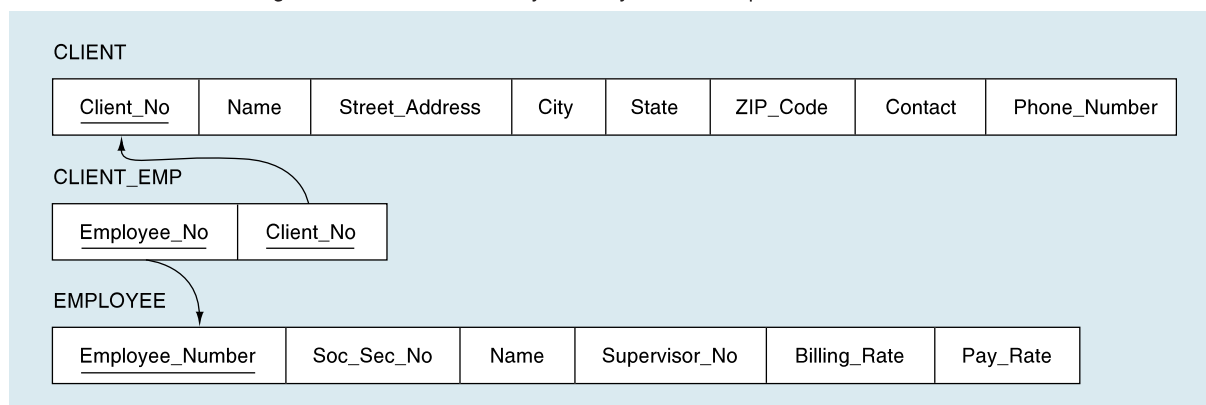 CLIENT
Client_No Name Street_Address City State ZIP_Code Contact Phone_Number
CLIENT_EMP
Employee_No Client_No
EMPLOYEE
Employee_Number Soc_Sec_No Name Supervisor_No Billing_Rate Pay_Rate